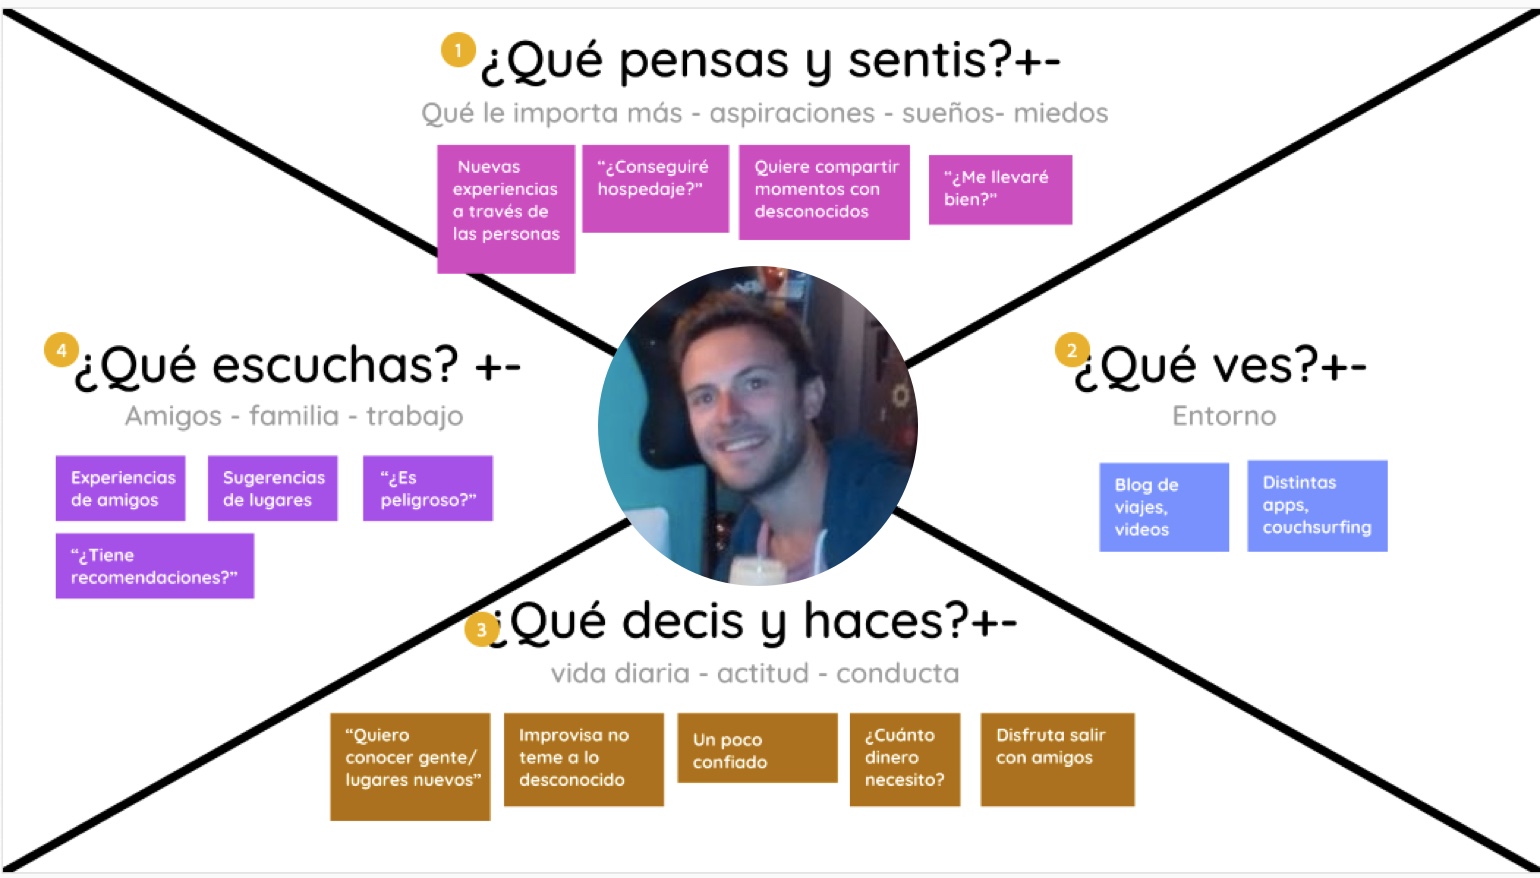 1
¿Qué pensas y sentis?+-
Qué le importa más - aspiraciones - sueños- miedos
Nuevas
experiencias
a través de
las personas
“¿Conseguiré
hospedaje?”
Quiere compartir
momentos con
desconocidos
"¿Me llevaré
bien?”
4
¿Qué escuchas? +-
Amigos - familia - trabajo
Experiencias
de amigos
Sugerencias
de lugares
“¿Es
peligroso?”
“¿Tiene
recomendaciones?”
2
¿Qué ves?+-
Entorno
Blog de
viajes,
videos
Distintas
apps,
couchsurfing
3
¿Qué decis y haces?+-
vida diaria - actitud - conducta
“Quiero
conocer gente/
lugares nuevos”
Improvisa no
teme a lo
desconocido
Un poco
confiado
¿Cuánto
dinero
necesito?
Disfruta salir
con amigos